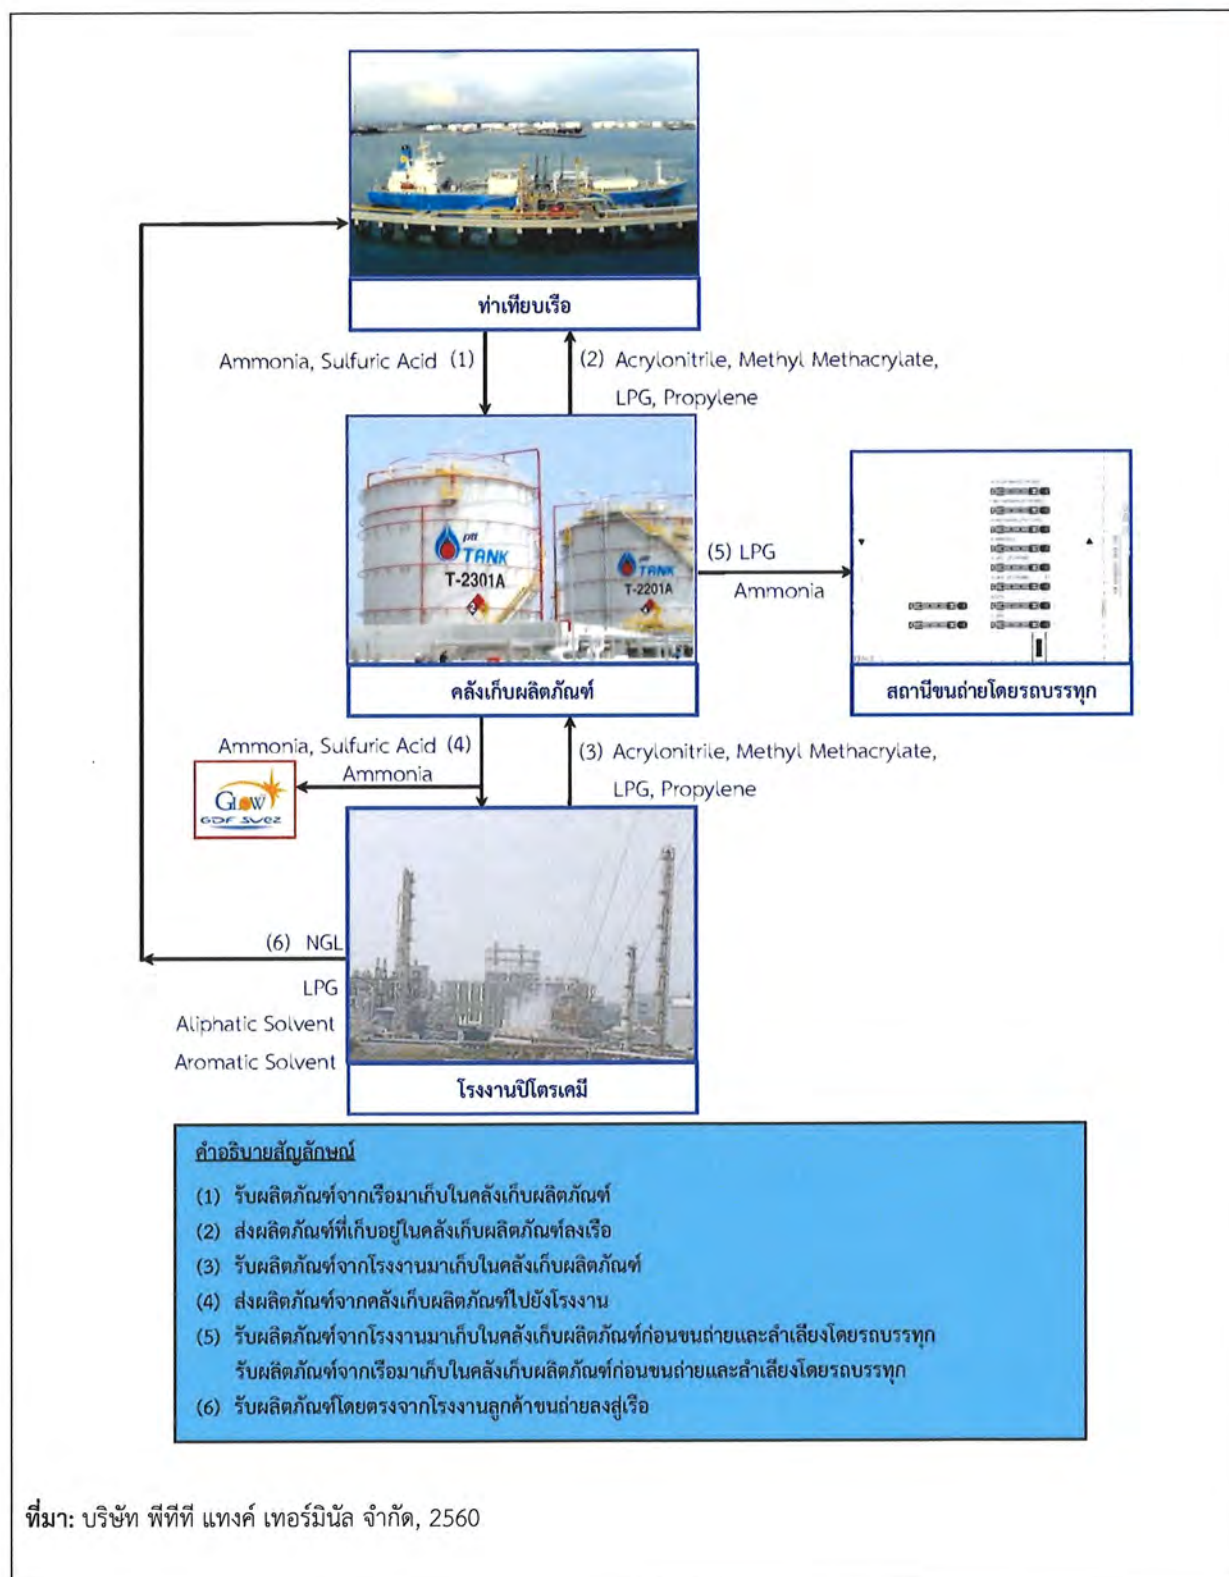 ท่าเทียบเรือ
Ammonia, Sulfuric Acid (1)
(2) Acrylonitrile, Methyl Methacrylate,
LPG, Propylene
ptt
TANK
T-2301A
TANK
T-2201A
(5) LPG
Ammonia
คลังเก็บผลิตภัณฑ์
สถานีขนถ่ายโดยรถบรรทุก
Ammonia, Sulfuric Acid (4)
Ammonia
(3) Acrylonitrile, Methyl Methacrylate,
LPG, Propylene
GLOW
GDF SUEZ
(6) NGL
LPG
Aliphatic Solvent
Aromatic Solvent
โรงงานปิโตรเคมี
คำอธิบายสัญลักษณ์
(1) รับผลิตภัณฑ์จากเรือมาเก็บในคลังเก็บผลิตภัณฑ์
(2) ส่งผลิตภัณฑ์ที่เก็บอยู่ในคลังเก็บผลิตภัณฑ์ลงเรือ
(3) รับผลิตภัณฑ์จากโรงงานมาเก็บในคลังเก็บผลิตภัณฑ์
(4) ส่งผลิตภัณฑ์จากคลังเก็บผลิตภัณฑ์ไปยังโรงงาน
(5) รับผลิตภัณฑ์จากโรงงานมาเก็บในคลังเก็บผลิตภัณฑ์ก่อนขนถ่ายและลำเลียงโดยรถบรรทุก
รับผลิตภัณฑ์จากเรือมาเก็บในคลังเก็บผลิตภัณฑ์ก่อนขนถ่ายและลำเลียงโดยรถบรรทุก
(6) รับผลิตภัณฑ์โดยตรงจากโรงงานลูกค้าขนถ่ายลงสู่เรือ
ที่มา: บริษัท พีทีที แทงค์ เทอร์มินัล จำกัด, 2560